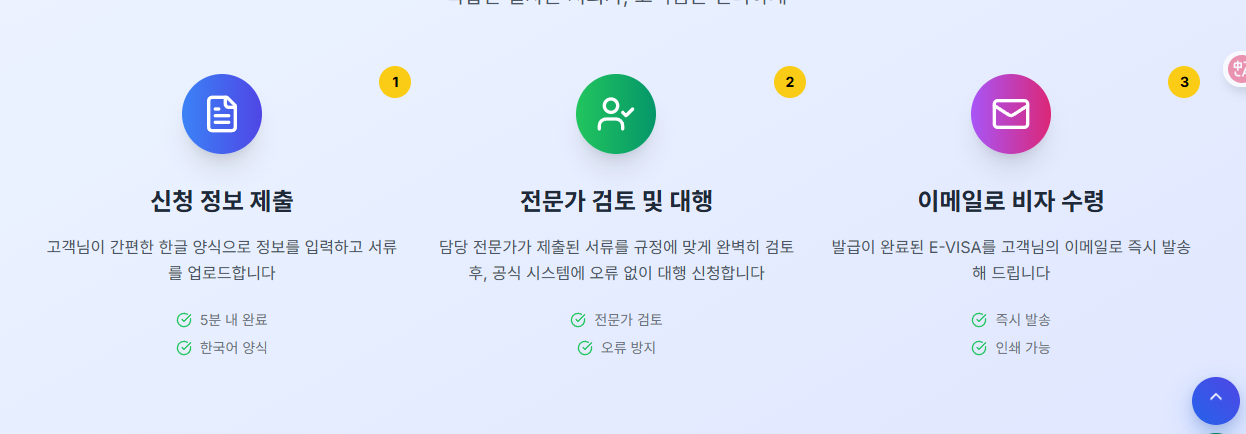 1
2
3
신청 정보 제출
전문가 검토 및 대행
이메일로 비자 수령
고객님이 간편한 한글 양식으로 정보를 입력하고 서류
를 업로드합니다
담당 전문가가 제출된 서류를 규정에 맞게 완벽히 검토
후, 공식 시스템에 오류 없이 대행 신청합니다
발급이 완료된 E-VISA를 고객님의 이메일로 즉시 발송
해 드립니다
5분 내 완료
한국어 양식
전문가 검토
오류 방지
즉시 발송
인쇄 가능